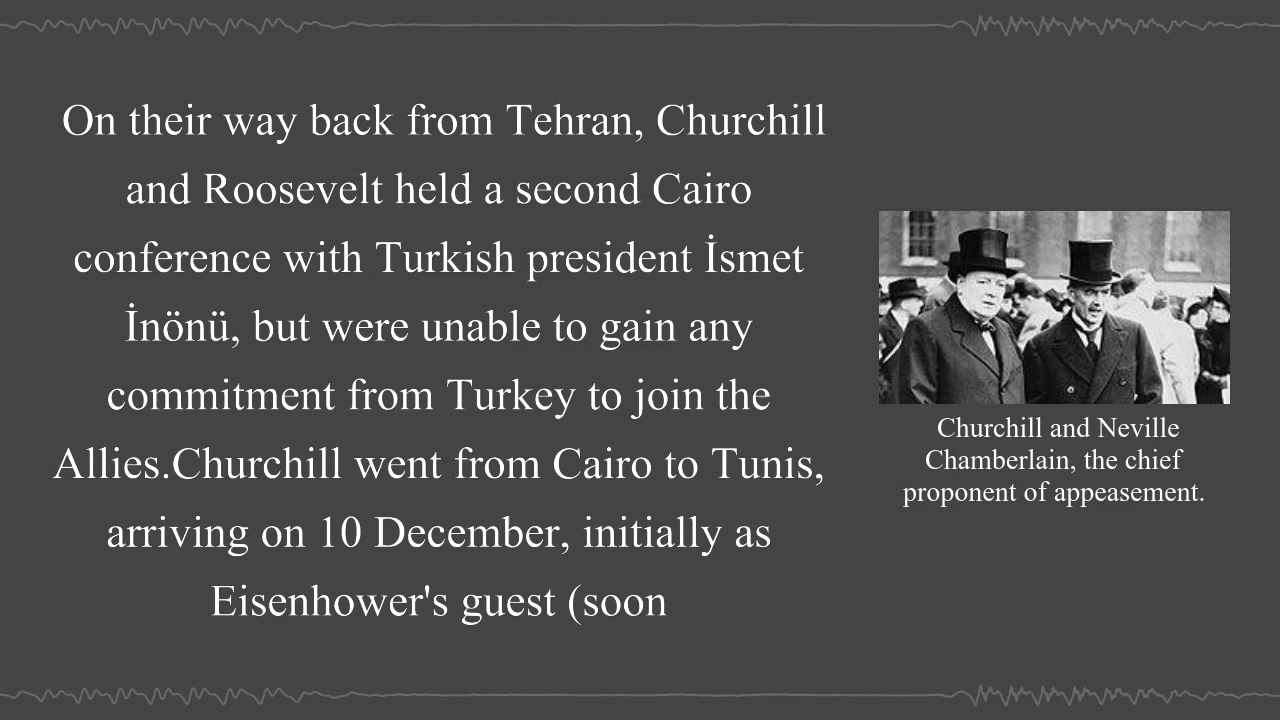 On their way back from Tehran, Churchill
and Roosevelt held a second Cairo
conference with Turkish president İsmet
İnönü, but were unable to gain any
commitment from Turkey to join the
Allies.Churchill went from Cairo to Tunis,
arriving on 10 December, initially as
Eisenhower's guest (soon
Churchill and Neville
Chamberlain, the chief
proponent of appeasement.